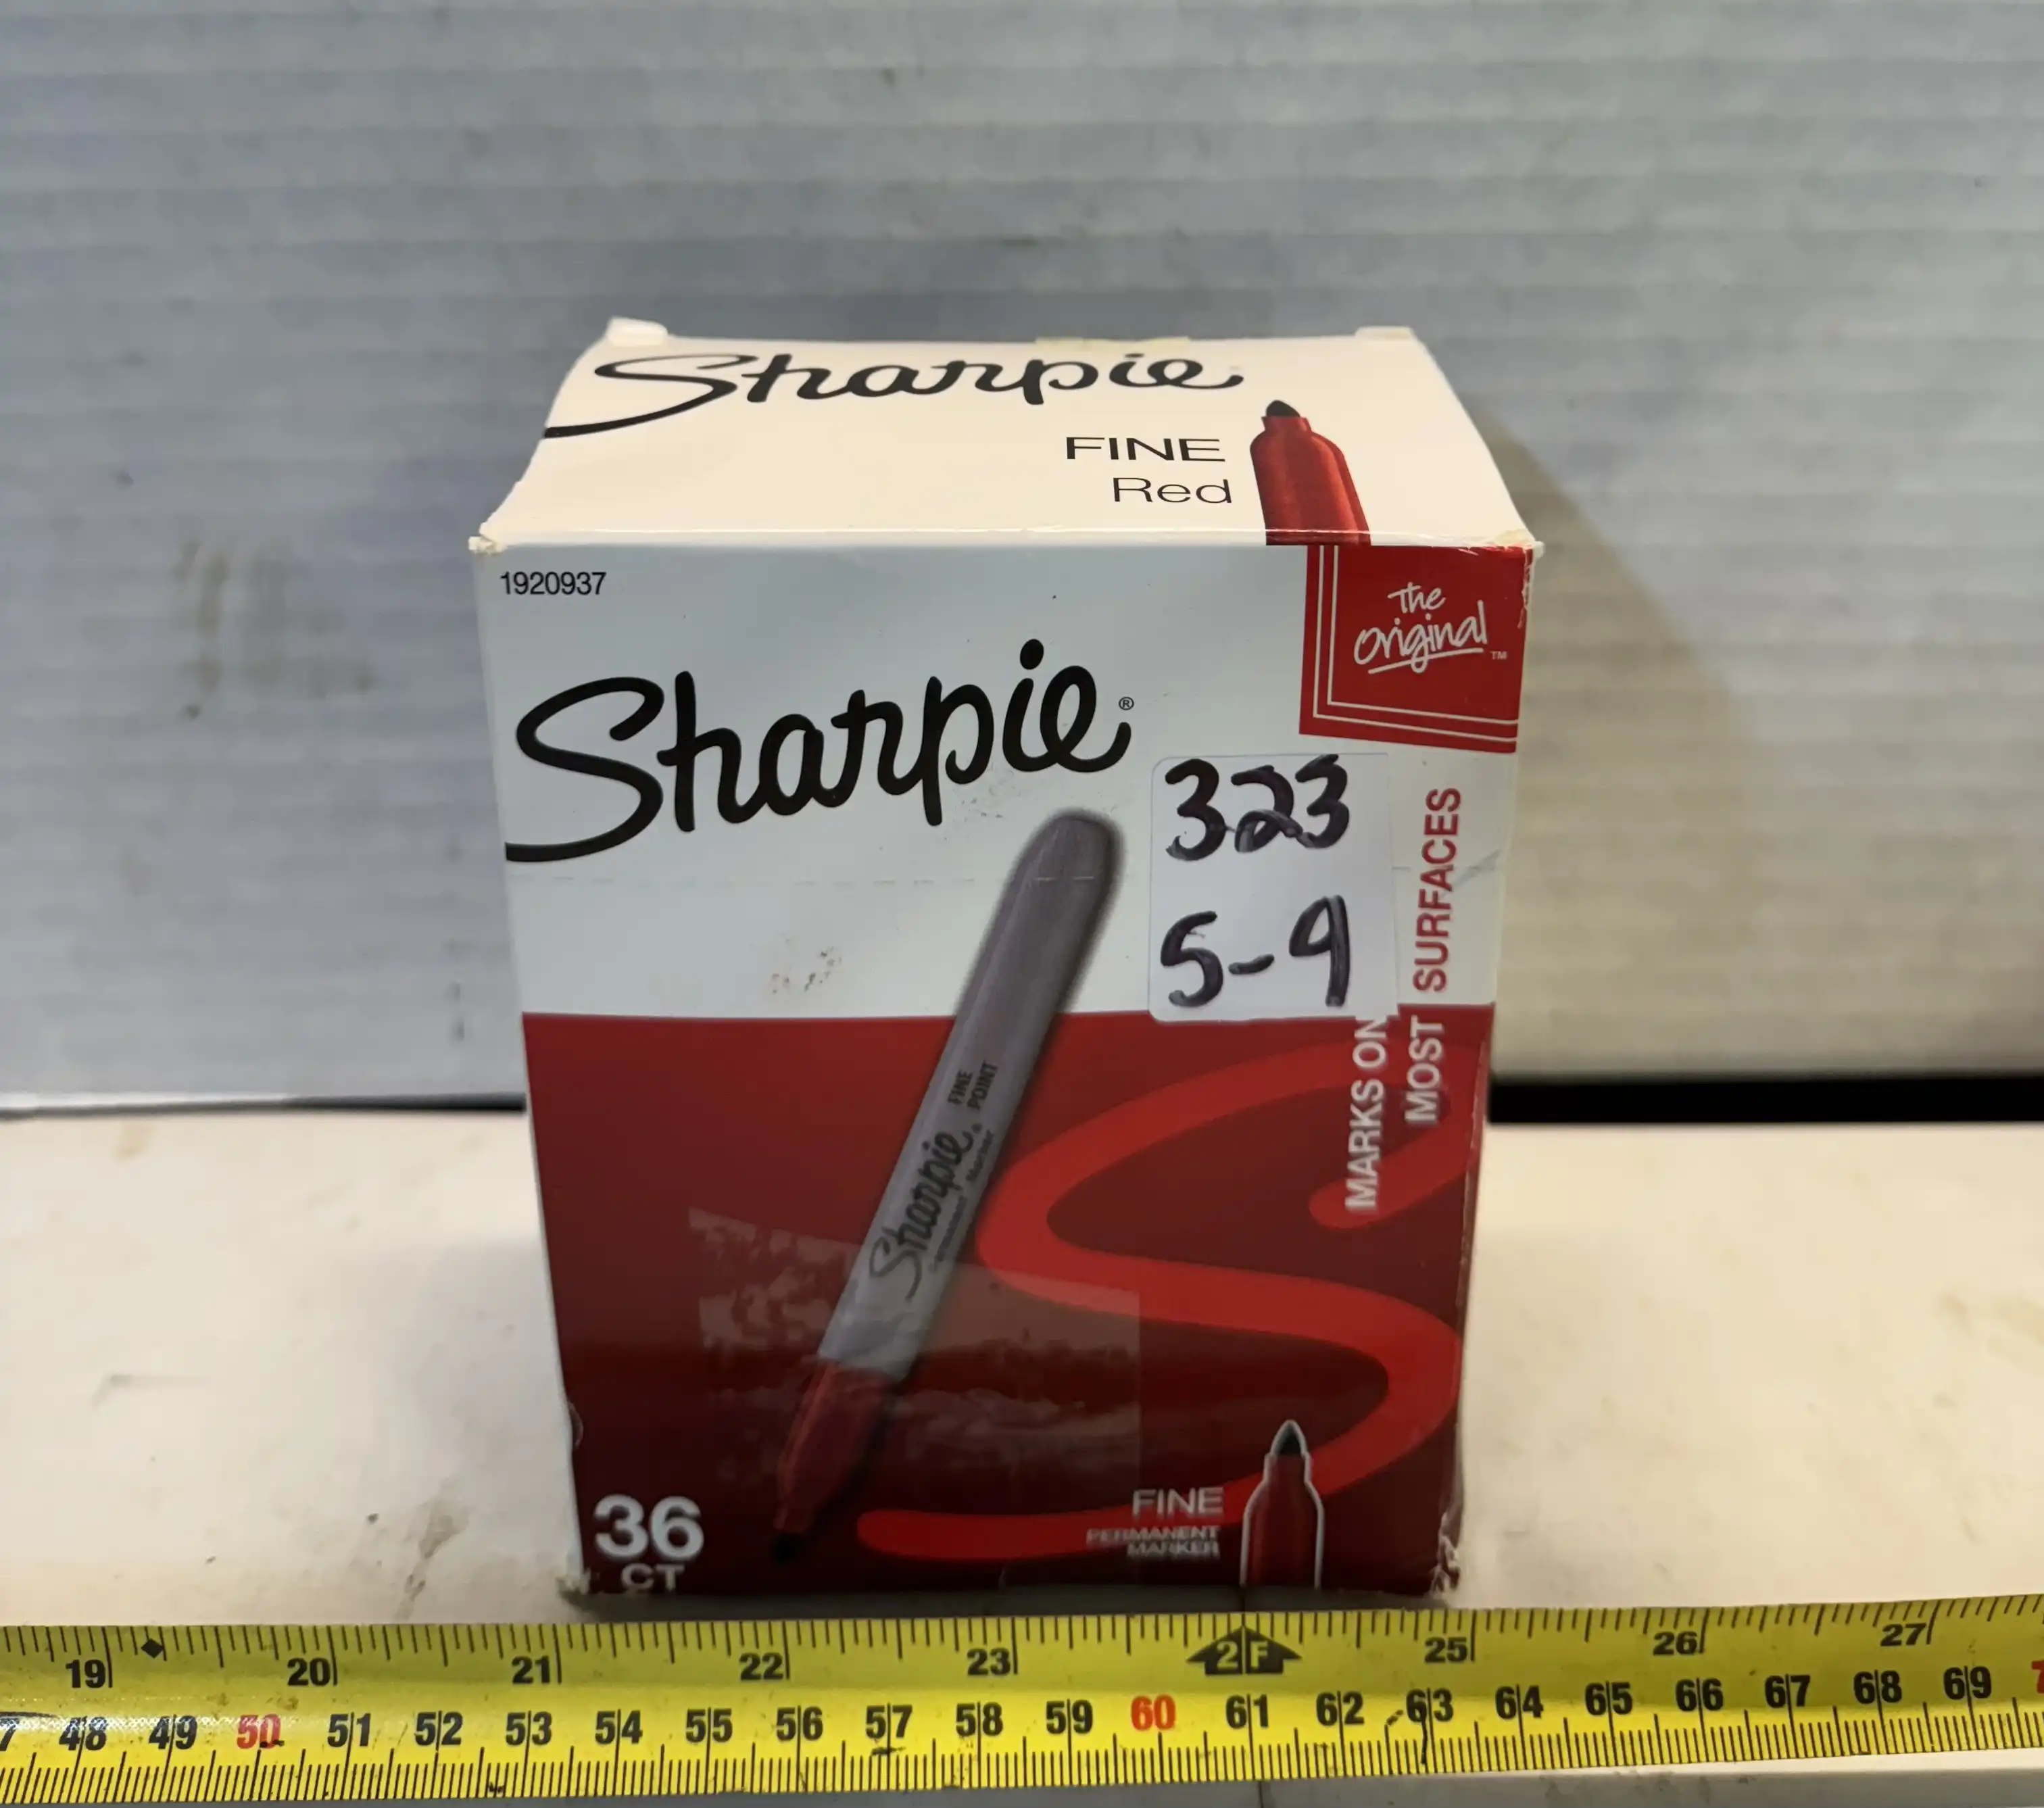 Sharpie
FINE
Red
1920937
The
Original™
Sharpie®
323
5-9
MARKS ON
MOST SURFACES
FINE
POINT
Sharpie®
36
CT
FINE
PERMANENT
MARKER
19 20 21 22 23 2F 25 26 27
48 49 50 51 52 53 54 55 56 57 58 59 60 61 62 63 64 65 66 67 68 69